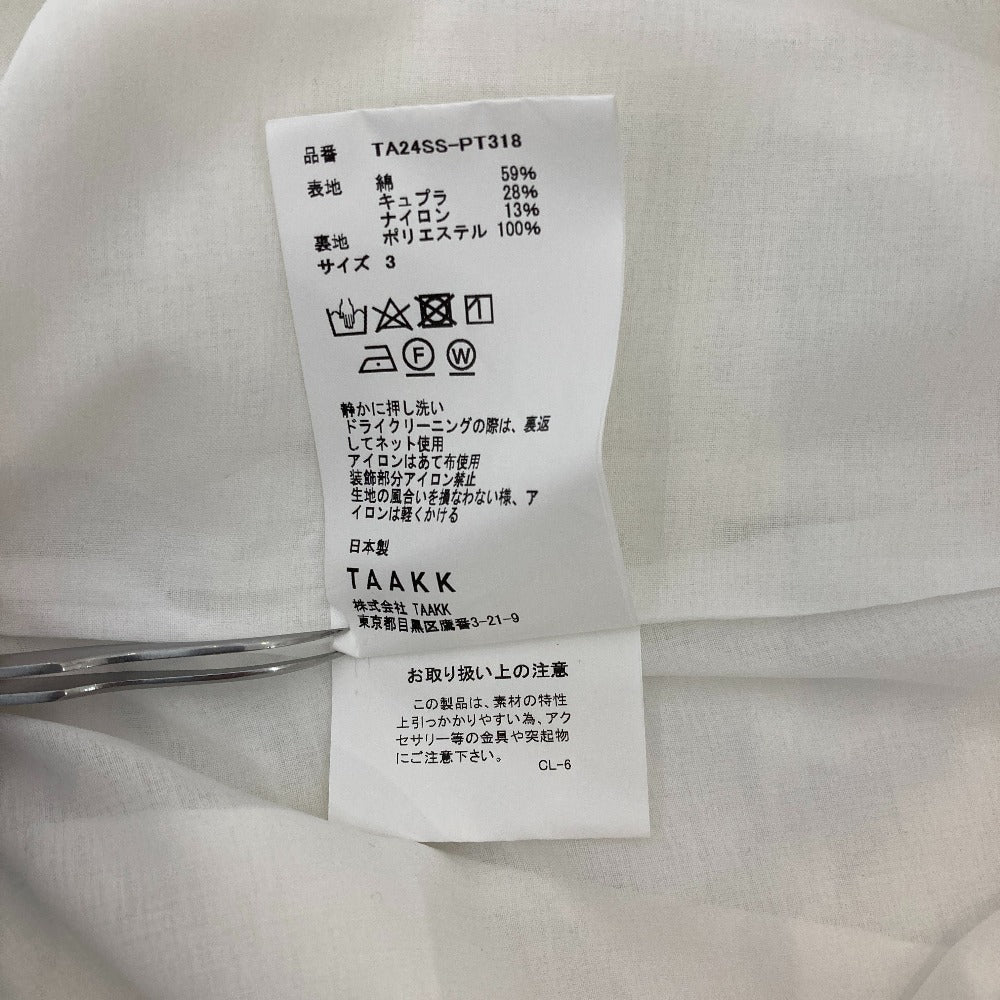 品番 TA24SS-PT318
表地 綿 59%
キュプラ 28%
ナイロン 13%
裏地 ポリエステル 100%
サイズ 3
F W
静かに押し洗い
ドライクリーニングの際は、裏返
してネット使用
アイロンはあて布使用
装飾部分アイロン禁止
生地の風合いを損なわない様、ア
イロンは軽くかける
日本製
TAAKK
株式会社 TAAKK
東京都目黒区鷹番3-21-9
お取り扱い上の注意
この製品は、素材の特性
上引っかかりやすい為、アク
セサリー等の金具や突起物
にご注意下さい。
CL-6